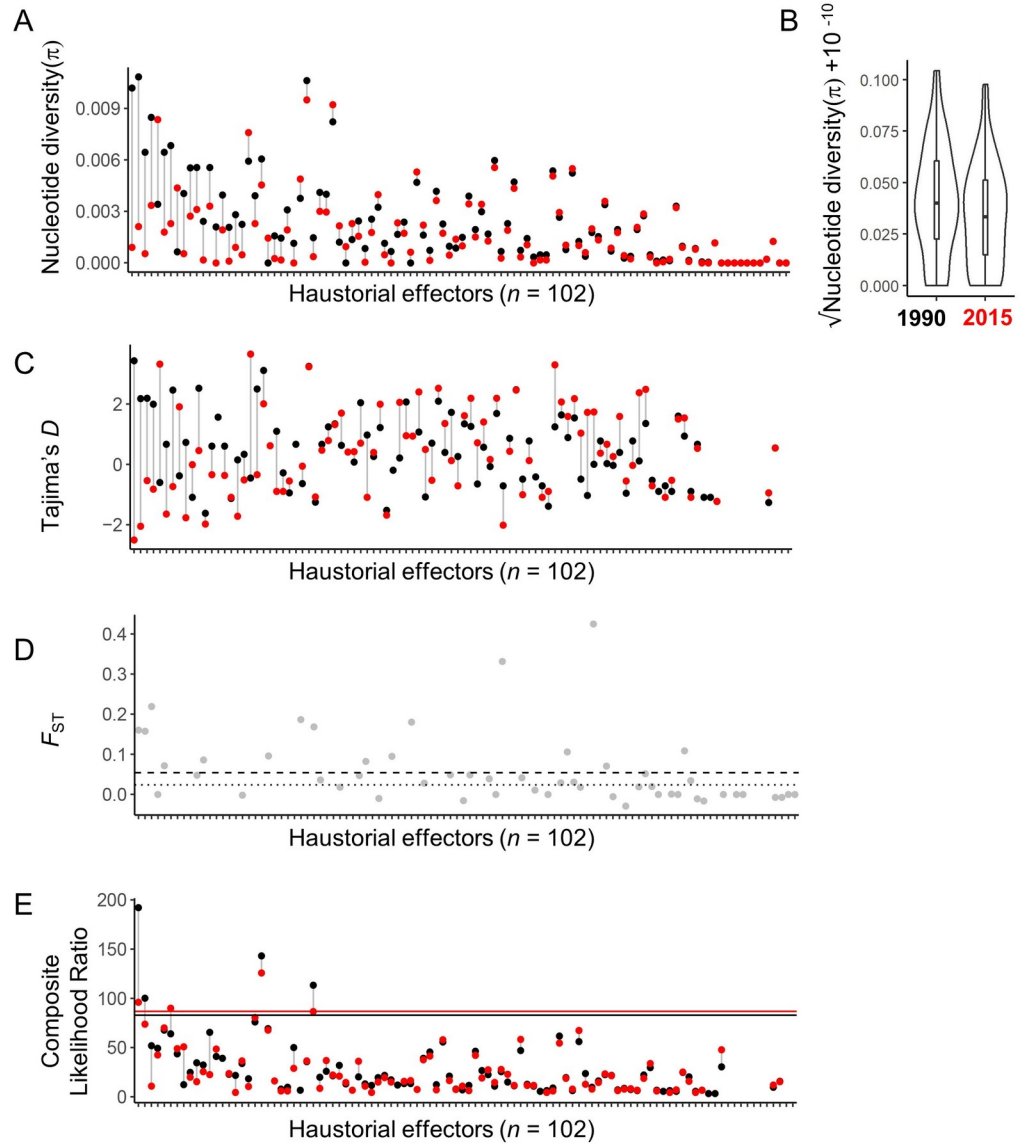 A
Nucleotide diversity(π)
0.009
0.006
0.003
0.000
Haustorial effectors (n = 102)
B
√Nucleotide diversity(π) +10 -10
0.100
0.075
0.050
0.025
0.000
1990 2015
C
Tajima's D
2
0
−2
Haustorial effectors (n = 102)
D
FST
0.4
0.3
0.2
0.1
0.0
Haustorial effectors (n = 102)
E
Composite
Likelihood Ratio
200
150
100
50
0
Haustorial effectors (n = 102)